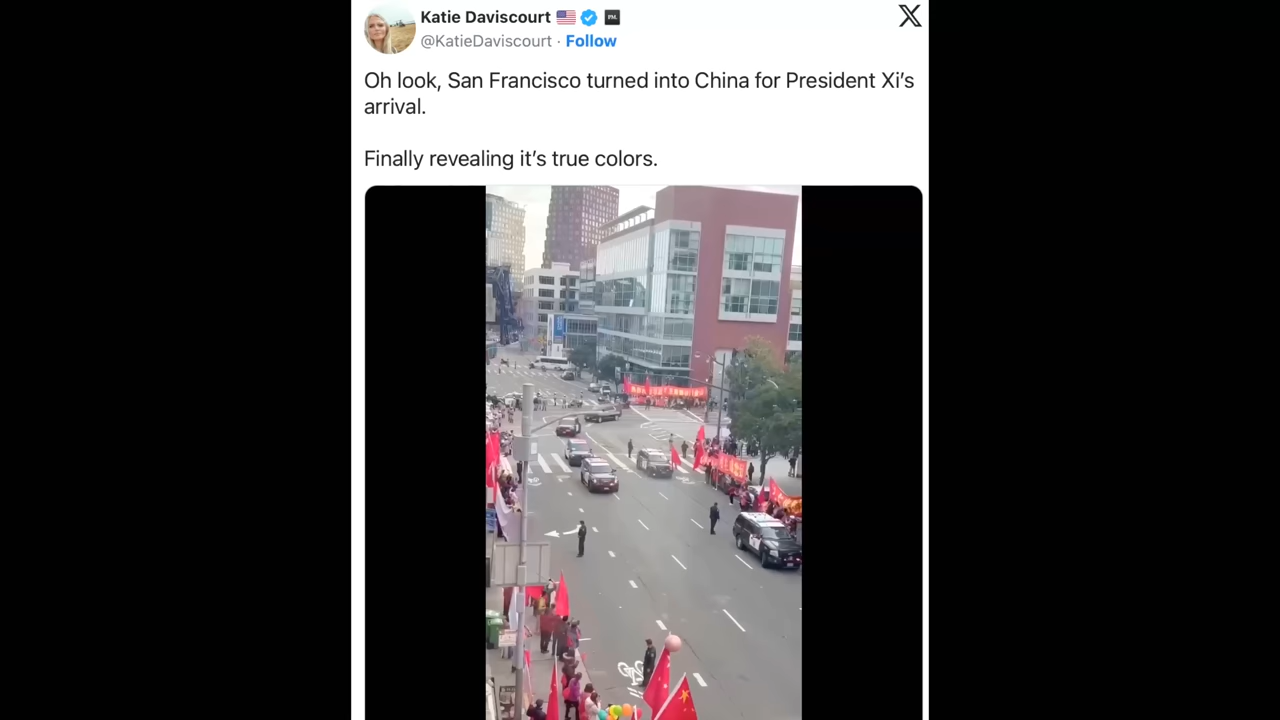 Katie Daviscourt
PM.
@KatieDaviscourt · Follow
Oh look, San Francisco turned into China for President Xi's
arrival.
Finally revealing it's true colors.